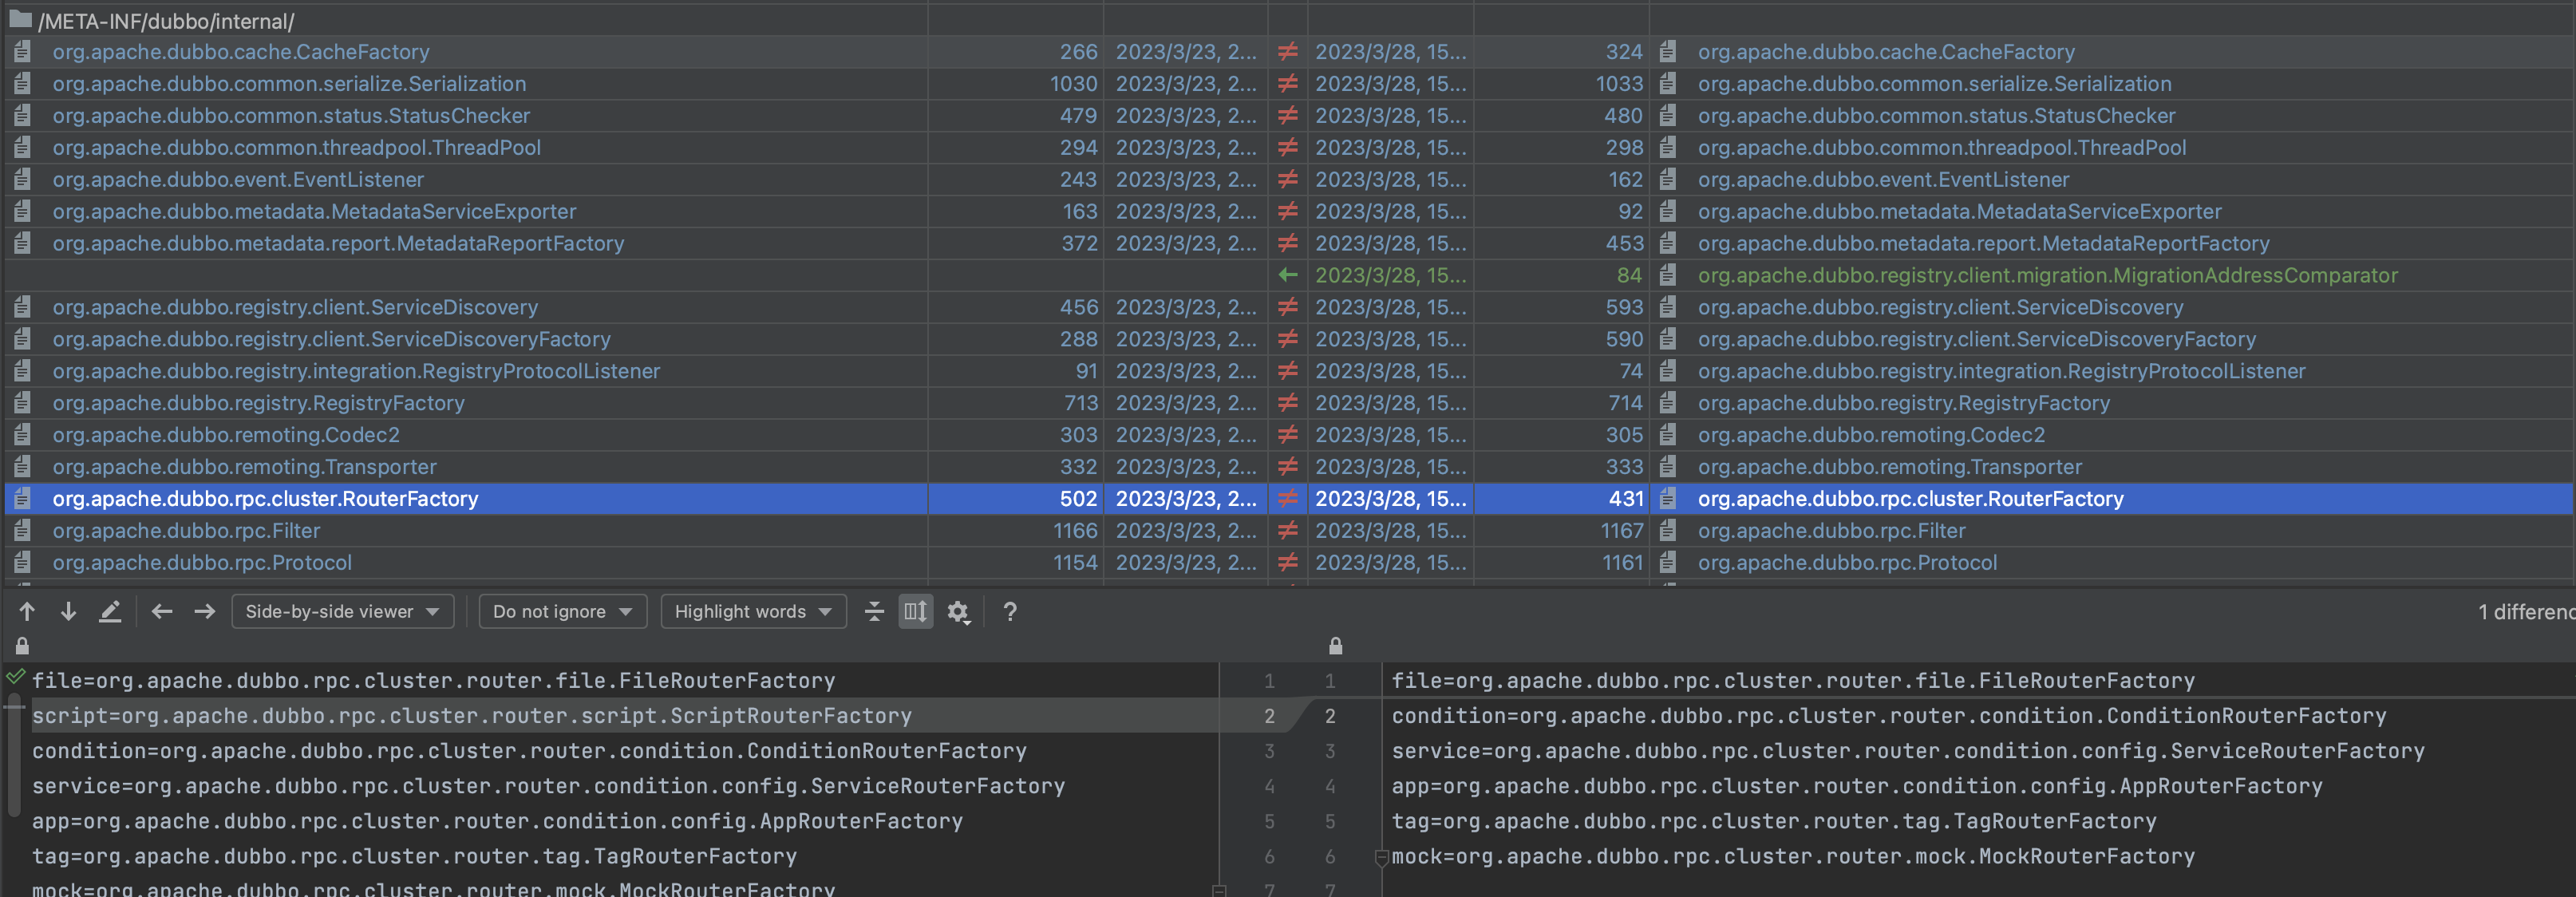 /META-INF/dubbo/internal/
org.apache.dubbo.cache.CacheFactory 266 2023/3/23, 2... ≠ 2023/3/28, 15... 324 org.apache.dubbo.cache.CacheFactory
org.apache.dubbo.common.serialize.Serialization 1030 2023/3/23, 2... ≠ 2023/3/28, 15... 1033 org.apache.dubbo.common.serialize.Serialization
org.apache.dubbo.common.status.StatusChecker 479 2023/3/23, 2... ≠ 2023/3/28, 15... 480 org.apache.dubbo.common.status.StatusChecker
org.apache.dubbo.common.threadpool.ThreadPool 294 2023/3/23, 2... ≠ 2023/3/28, 15... 298 org.apache.dubbo.common.threadpool.ThreadPool
org.apache.dubbo.event.EventListener 243 2023/3/23, 2... ≠ 2023/3/28, 15... 162 org.apache.dubbo.event.EventListener
org.apache.dubbo.metadata.MetadataServiceExporter 163 2023/3/23, 2... ≠ 2023/3/28, 15... 92 org.apache.dubbo.metadata.MetadataServiceExporter
org.apache.dubbo.metadata.report.MetadataReportFactory 372 2023/3/23, 2... ≠ 2023/3/28, 15... 453 org.apache.dubbo.metadata.report.MetadataReportFactory
← 2023/3/28, 15... 84 org.apache.dubbo.registry.client.migration.MigrationAddressComparator
org.apache.dubbo.registry.client.ServiceDiscovery 456 2023/3/23, 2... ≠ 2023/3/28, 15... 593 org.apache.dubbo.registry.client.ServiceDiscovery
org.apache.dubbo.registry.client.ServiceDiscoveryFactory 288 2023/3/23, 2... ≠ 2023/3/28, 15... 590 org.apache.dubbo.registry.client.ServiceDiscoveryFactory
org.apache.dubbo.registry.integration.RegistryProtocolListener 91 2023/3/23, 2... ≠ 2023/3/28, 15... 74 org.apache.dubbo.registry.integration.RegistryProtocolListener
org.apache.dubbo.registry.RegistryFactory 713 2023/3/23, 2... ≠ 2023/3/28, 15... 714 org.apache.dubbo.registry.RegistryFactory
org.apache.dubbo.remoting.Codec2 303 2023/3/23, 2... ≠ 2023/3/28, 15... 305 org.apache.dubbo.remoting.Codec2
org.apache.dubbo.remoting.Transporter 332 2023/3/23, 2... ≠ 2023/3/28, 15... 333 org.apache.dubbo.remoting.Transporter
org.apache.dubbo.rpc.cluster.RouterFactory 502 2023/3/23, 2... ≠ 2023/3/28, 15... 431 org.apache.dubbo.rpc.cluster.RouterFactory
org.apache.dubbo.rpc.Filter 1166 2023/3/23, 2... ≠ 2023/3/28, 15... 1167 org.apache.dubbo.rpc.Filter
org.apache.dubbo.rpc.Protocol 1154 2023/3/23, 2... ≠ 2023/3/28, 15... 1161 org.apache.dubbo.rpc.Protocol
Side-by-side viewer Do not ignore Highlight words ? 1 differenc
file=org.apache.dubbo.rpc.cluster.router.file.FileRouterFactory 1 1 file=org.apache.dubbo.rpc.cluster.router.file.FileRouterFactory
script=org.apache.dubbo.rpc.cluster.router.script.ScriptRouterFactory 2 2 condition=org.apache.dubbo.rpc.cluster.router.condition.ConditionRouterFactory
condition=org.apache.dubbo.rpc.cluster.router.condition.ConditionRouterFactory 3 3 service=org.apache.dubbo.rpc.cluster.router.condition.config.ServiceRouterFactory
service=org.apache.dubbo.rpc.cluster.router.condition.config.ServiceRouterFactory 4 4 app=org.apache.dubbo.rpc.cluster.router.condition.config.AppRouterFactory
app=org.apache.dubbo.rpc.cluster.router.condition.config.AppRouterFactory 5 5 tag=org.apache.dubbo.rpc.cluster.router.tag.TagRouterFactory
tag=org.apache.dubbo.rpc.cluster.router.tag.TagRouterFactory 6 6 mock=org.apache.dubbo.rpc.cluster.router.mock.MockRouterFactory
mock=org.apache.dubbo.rpc.cluster.router.mock.MockRouterFactory 7 7